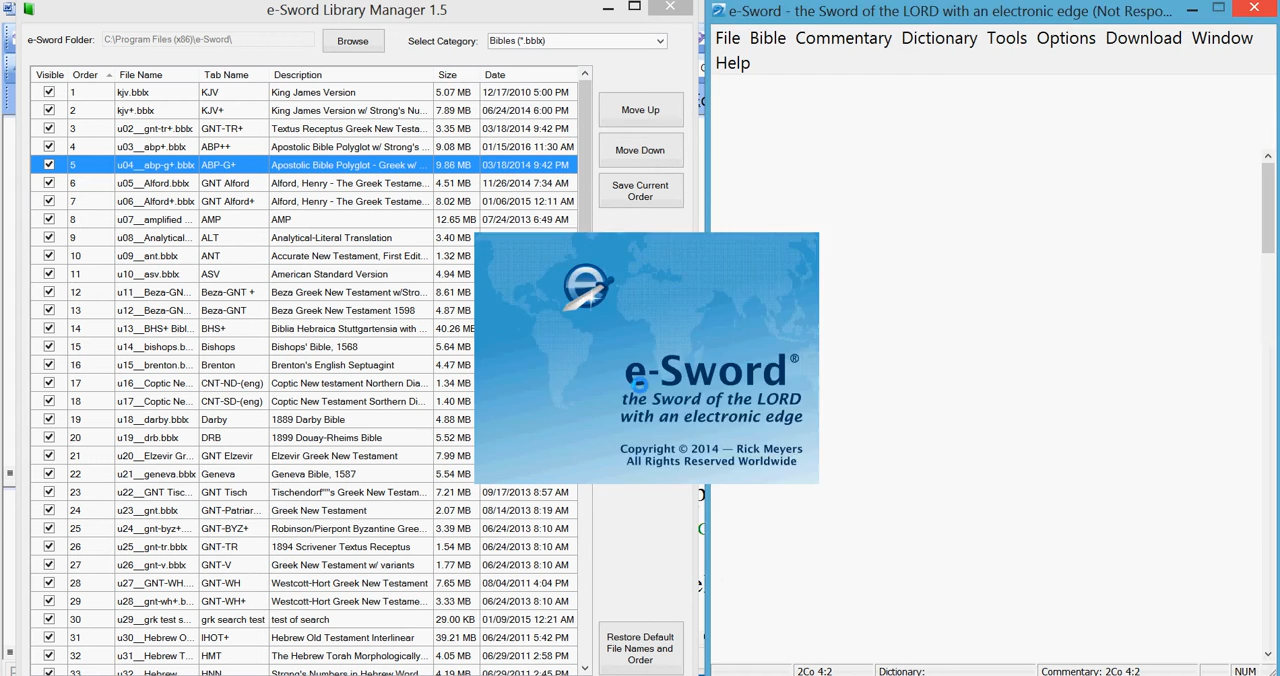 e-Sword Library Manager 1.5
e-Sword Folder: C:\Program Files (x86)\e-Sword\ Browse Select Category: Bibles (*.bblx)
Visible Order File Name Tab Name Description Size Date
1 kjv.bblx KJV King James Version 5.07 MB 12/17/2010 5:00 PM
2 kjv+.bblx KJV+ King James Version w/ Strong's Nu... 7.89 MB 06/24/2014 6:00 PM
3 u02__gnt-tr+.bblx GNT-TR+ Textus Receptus Greek New Testa... 3.35 MB 03/18/2014 9:42 PM
4 u03__abp+.bblx ABP++ Apostolic Bible Polyglot w/ Strong's... 9.08 MB 01/15/2016 11:30 AM
5 u04__abp-g+.bblx ABP-G+ Apostolic Bible Polyglot - Greek w/ ... 9.86 MB 03/18/2014 9:42 PM
6 u05__Alford.bblx GNT Alford Alford, Henry - The Greek Testame... 4.51 MB 11/26/2014 7:34 AM
7 u06__Alford+.bblx GNT Alford+ Alford, Henry - The Greek Testame... 8.02 MB 01/06/2015 12:11 AM
8 u07__amplified ... AMP AMP 12.65 MB 07/24/2013 6:49 AM
9 u08__Analytical... ALT Analytical-Literal Translation 3.40 MB
10 u09__ant.bblx ANT Accurate New Testament, First Edit... 1.32 MB
11 u10__asv.bblx ASV American Standard Version 4.94 MB
12 u11__Beza-GN... Beza-GNT + Beza Greek New Testament w/Stro... 8.61 MB
13 u12__Beza-GN... Beza-GNT Beza Greek New Testament 1598 4.87 MB
14 u13__BHS+ Bibl... BHS+ Biblia Hebraica Stuttgartensia with ... 40.26 ME
15 u14__bishops.b... Bishops Bishops' Bible, 1568 5.64 MB
16 u15__brenton.b... Brenton Brenton's English Septuagint 4.47 MB
17 u16__Coptic Ne... CNT-ND-(eng) Coptic New testament Northern Dia... 1.34 MB
18 u17__Coptic Ne... CNT-SD-(eng) Coptic New Testament Sorthern Di... 1.40 MB
19 u18__darby.bblx Darby 1889 Darby Bible 4.88 MB
20 u19__drb.bblx DRB 1899 Douay-Rheims Bible 5.52 MB
21 u20__Elzevir Gr... GNT Elzevir Elzevir Greek New Testament 7.99 MB
22 u21__geneva.bblx Geneva Geneva Bible, 1587 5.54 MB
23 u22__GNT Tisc... GNT Tisch Tischendorf""s Greek New Testam... 7.21 MB 09/17/2013 8:57 AM
24 u23__gnt.bblx GNT-Patriar... Greek New Testament 2.07 MB 08/14/2013 8:19 AM
25 u24__gnt-byz+... GNT-BYZ+ Robinson/Pierpont Byzantine Gree... 3.39 MB 06/24/2013 8:10 AM
26 u25__gnt-tr.bblx GNT-TR 1894 Scrivener Textus Receptus 1.54 MB 06/24/2013 8:10 AM
27 u26__gnt-v.bblx GNT-V Greek New Testament w/ variants 1.77 MB 06/24/2013 8:10 AM
28 u27__GNT-WH.... GNT-WH Westcott-Hort Greek New Testament 7.65 MB 08/04/2011 4:04 PM
29 u28__gnt-wh+.b... GNT-WH+ Westcott-Hort Greek New Testame... 3.33 MB 06/24/2013 8:10 AM
30 u29__grk test s... grk search test test of search 29.00 KB 01/09/2015 12:21 AM
31 u30__Hebrew O... IHOT+ Hebrew Old Testament Interlinear 39.21 MB 06/24/2011 5:42 PM
32 u31__Hebrew T... HMT The Hebrew Torah Morphologically... 4.05 MB 06/29/2011 2:58 PM
33 u32__Hebrew HNN Strong's Numbers in Hebrew Word 4.19 MB 06/29/2011 2:45 PM
Move Up
Move Down
Save Current
Order
Restore Default
File Names and
Order
e-Sword®
the Sword of the LORD
with an electronic edge
Copyright © 2014 — Rick Meyers
All Rights Reserved Worldwide
e-Sword - the Sword of the LORD with an electronic edge (Not Respo...
File Bible Commentary Dictionary Tools Options Download Window
Help
2Co 4:2 Dictionary: Commentary: 2Co 4:2 NUM